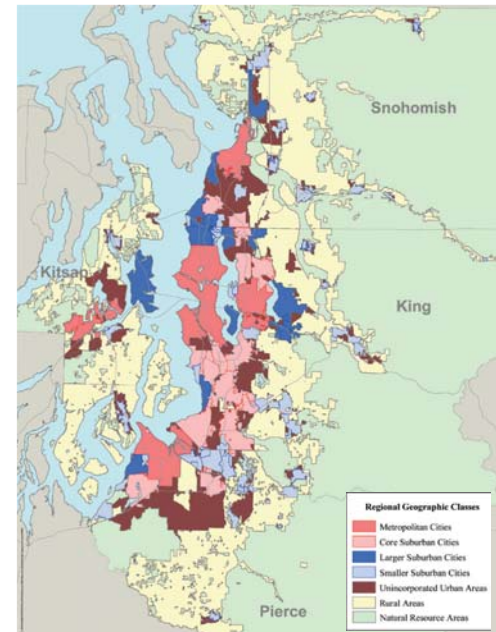 Snohomish
Kitsap
King
Regional Geographic Classes
Metropolitan Cities
Core Suburban Cities
Larger Suburban Cities
Smaller Suburban Cities
Unincorporated Urban Areas
Rural Areas
Natural Resource Areas
Pierce